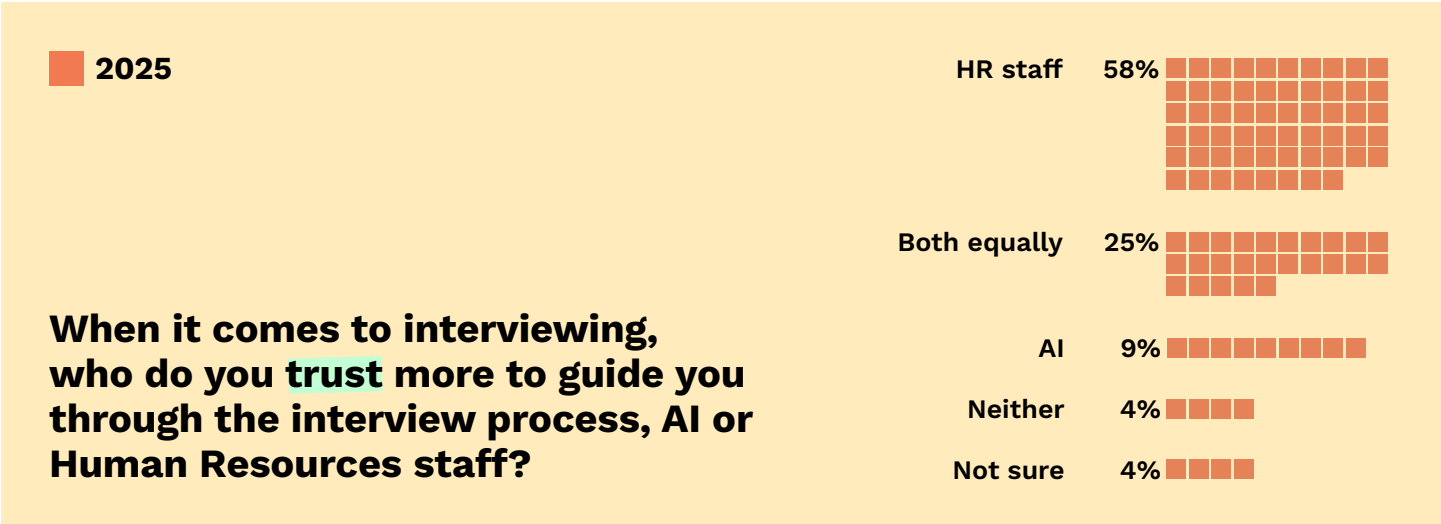 2025
When it comes to interviewing,
who do you trust more to guide you
through the interview process, AI or
Human Resources staff?
HR staff 58%
Both equally 25%
AI 9%
Neither 4%
Not sure 4%